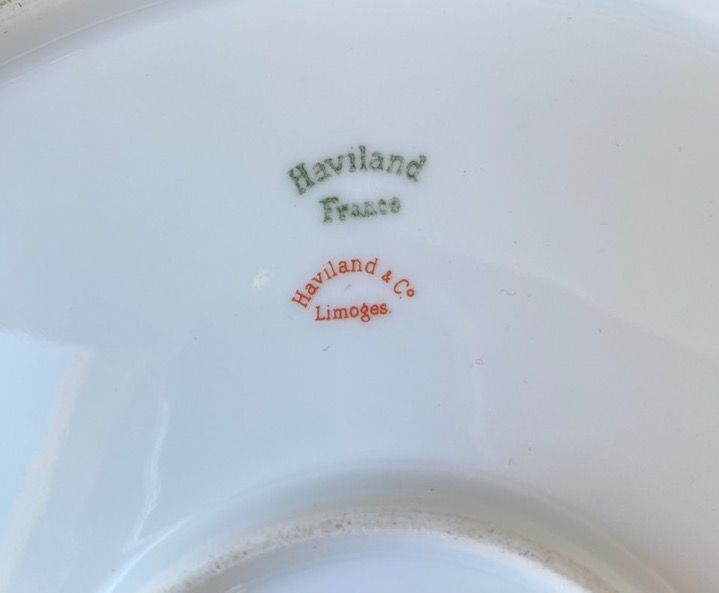 Haviland
France
Haviland & Co.
Limoges.